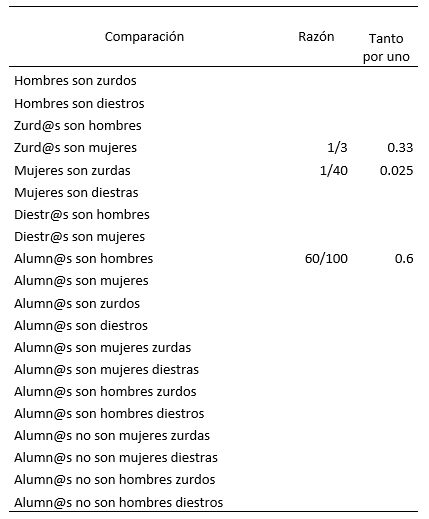 Comparación Razón Tanto por uno
Hombres son zurdos
Hombres son diestros
Zurd@s son hombres
Zurd@s son mujeres 1/3 0.33
Mujeres son zurdas 1/40 0.025
Mujeres son diestras
Diestr@s son hombres
Diestr@s son mujeres
Alumn@s son hombres 60/100 0.6
Alumn@s son mujeres
Alumn@s son zurdos
Alumn@s son diestros
Alumn@s son mujeres zurdas
Alumn@s son mujeres diestras
Alumn@s son hombres zurdos
Alumn@s son hombres diestros
Alumn@s no son mujeres zurdas
Alumn@s no son mujeres diestras
Alumn@s no son hombres zurdos
Alumn@s no son hombres diestros